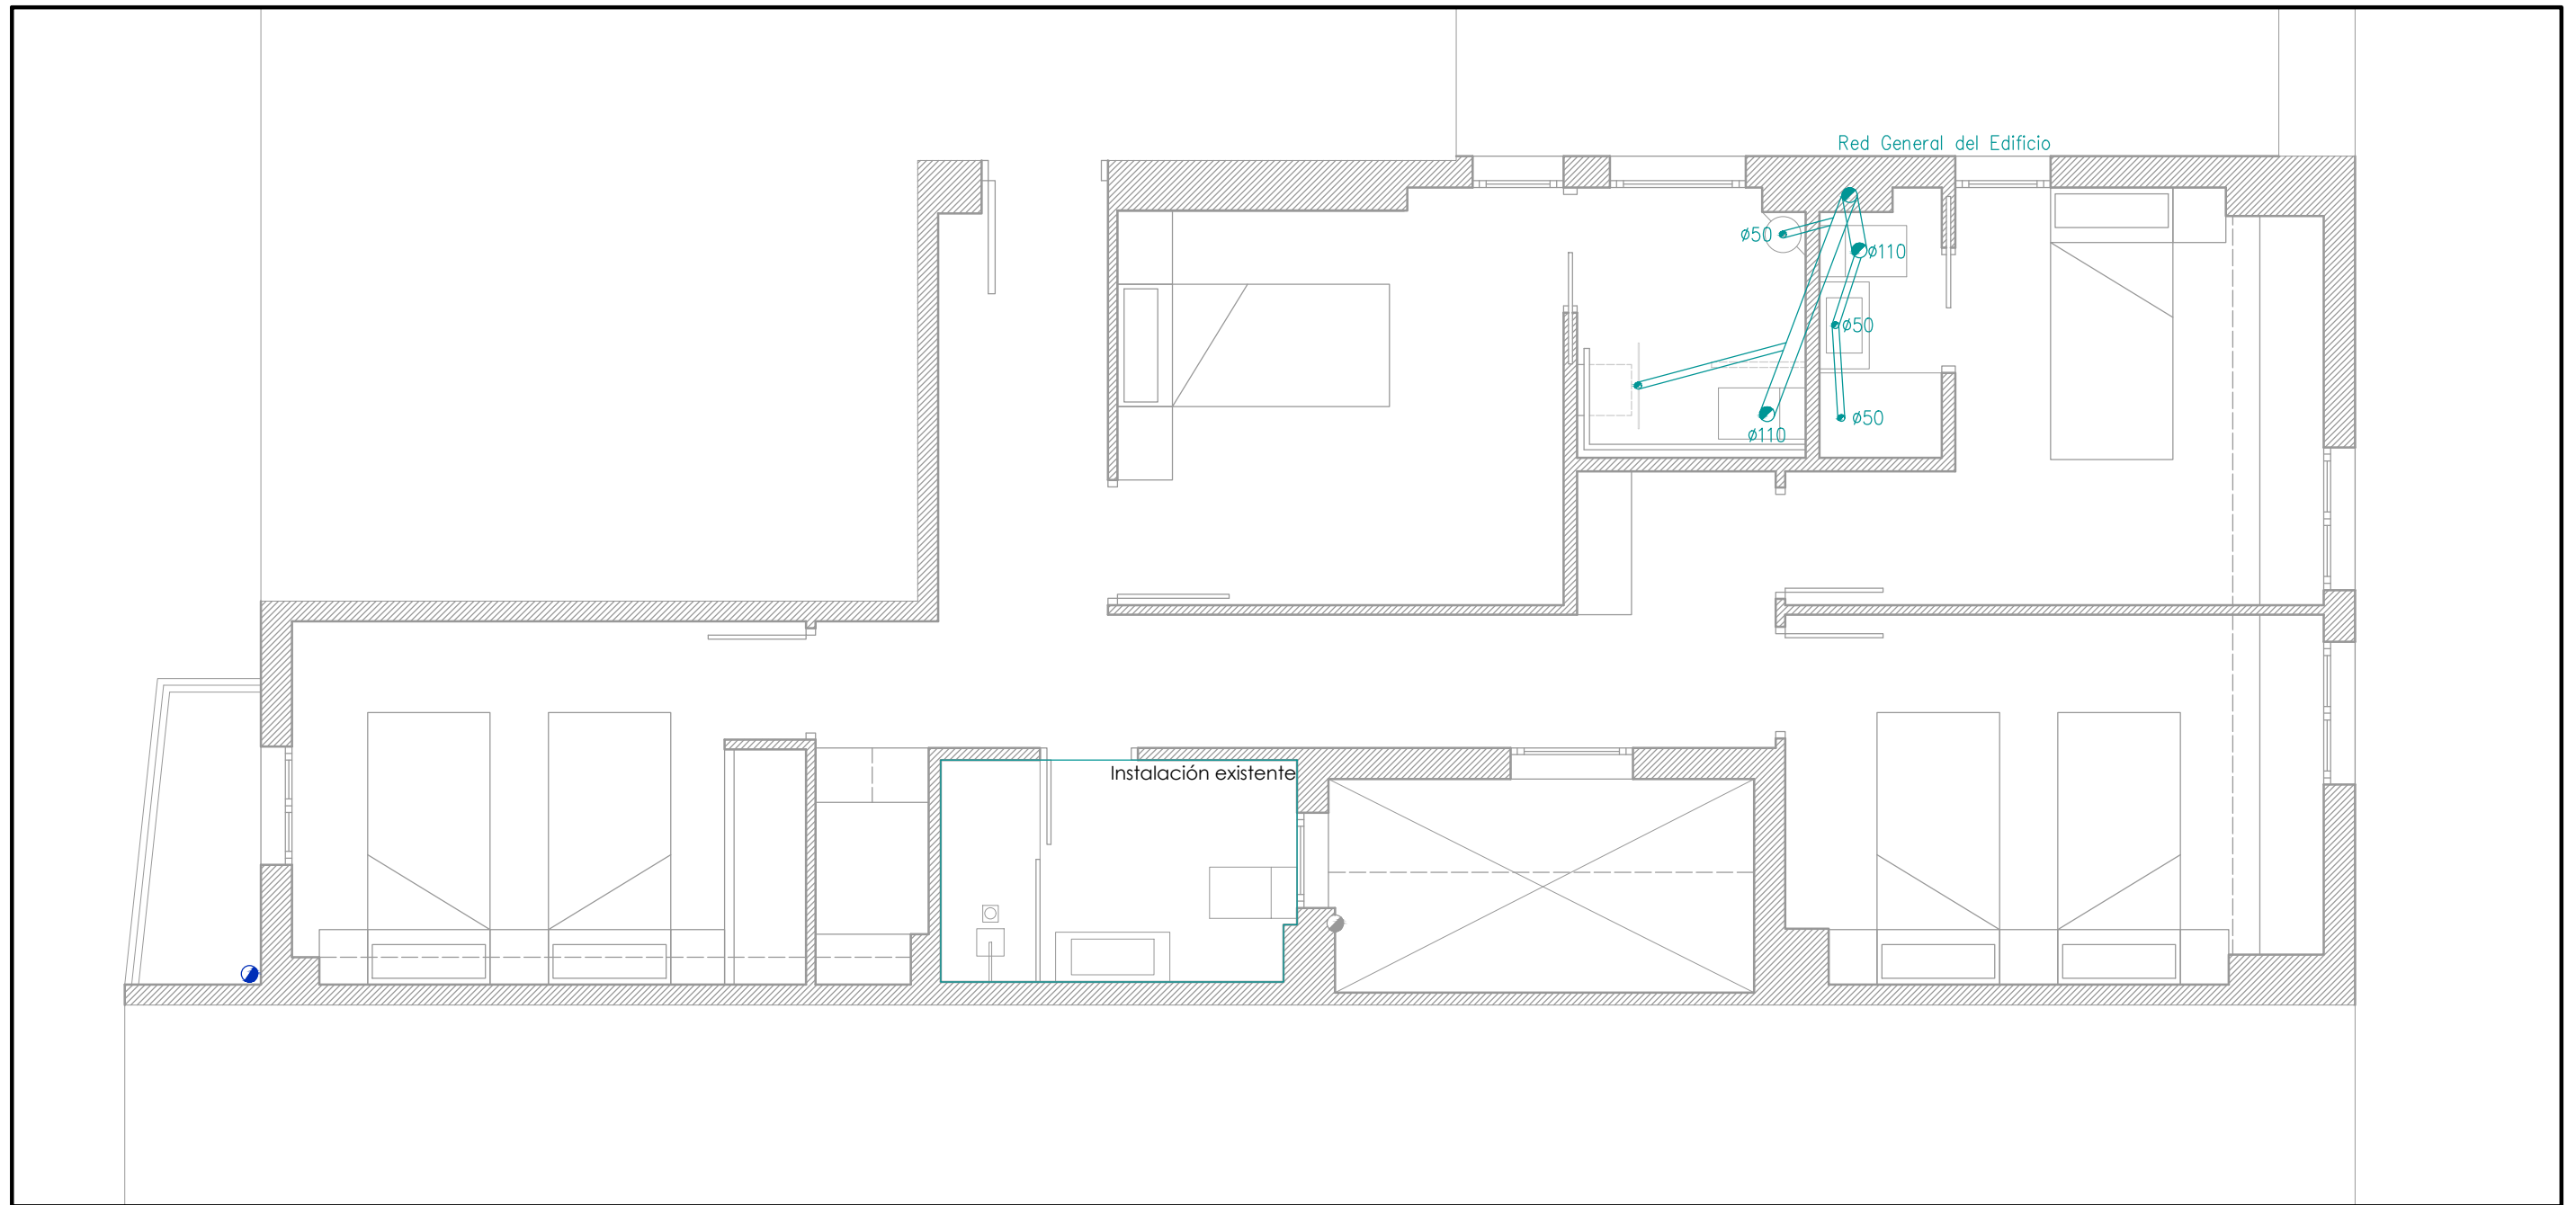 Red General del Edificio
ø50
ø110
ø50
ø50
ø110
Instalación existente